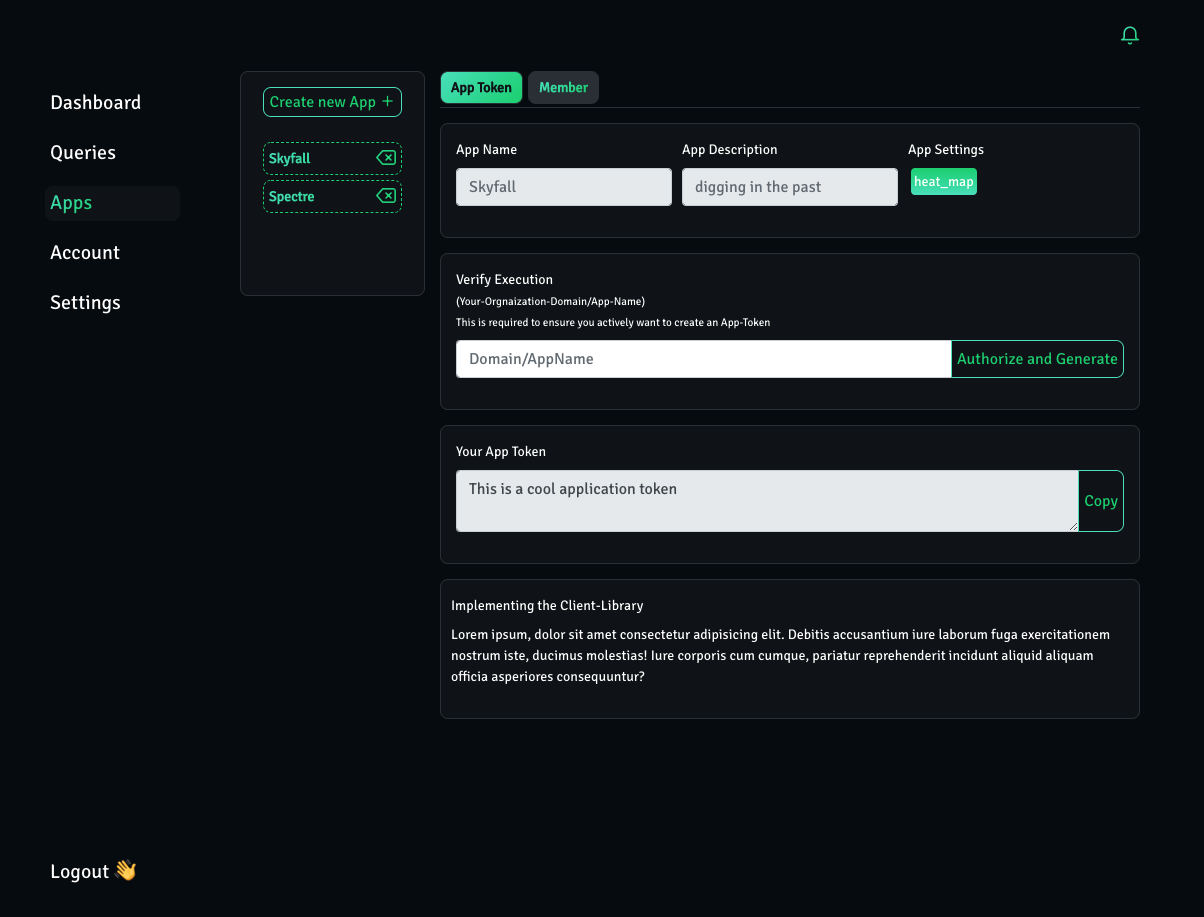 Dashboard
Queries
Apps
Account
Settings
Logout 👋
Create new App +
Skyfall
Spectre
App Token
Member
App Name
App Description
App Settings
Skyfall
digging in the past
heat_map
Verify Execution
(Your-Orgnaization-Domain/App-Name)
This is required to ensure you actively want to create an App-Token
Domain/AppName
Authorize and Generate
Your App Token
This is a cool application token
Copy
Implementing the Client-Library
Lorem ipsum, dolor sit amet consectetur adipisicing elit. Debitis accusantium iure laborum fuga exercitationem
nostrum iste, ducimus molestias! Iure corporis cum cumque, pariatur reprehenderit incidunt aliquid aliquam
officia asperiores consequuntur?